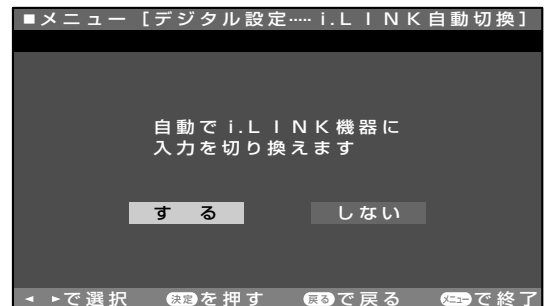 ■メニュー [デジタル設定……i.LINK自動切換]
自動でi.LINK機器に
入力を切り換えます
する しない
◄ ►で選択 決定を押す 戻るで戻る メニューで終了